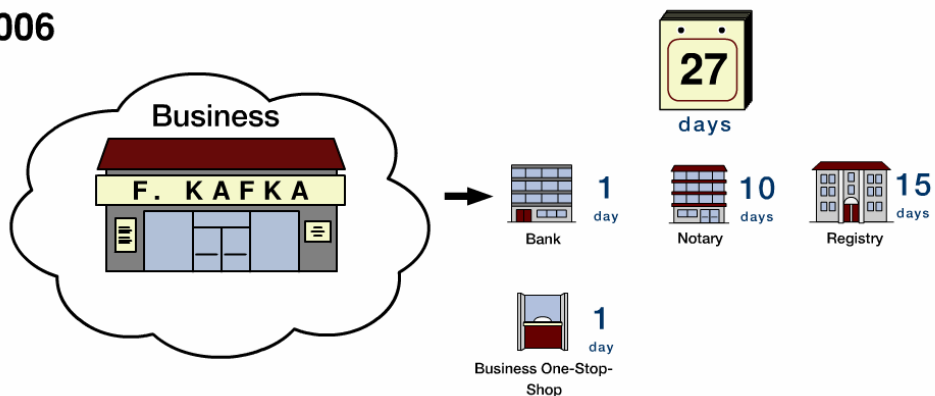 006
Business
F. KAFKA
27
days
1
day
Bank
10
days
Notary
15
days
Registry
1
day
Business One-Stop-
Shop